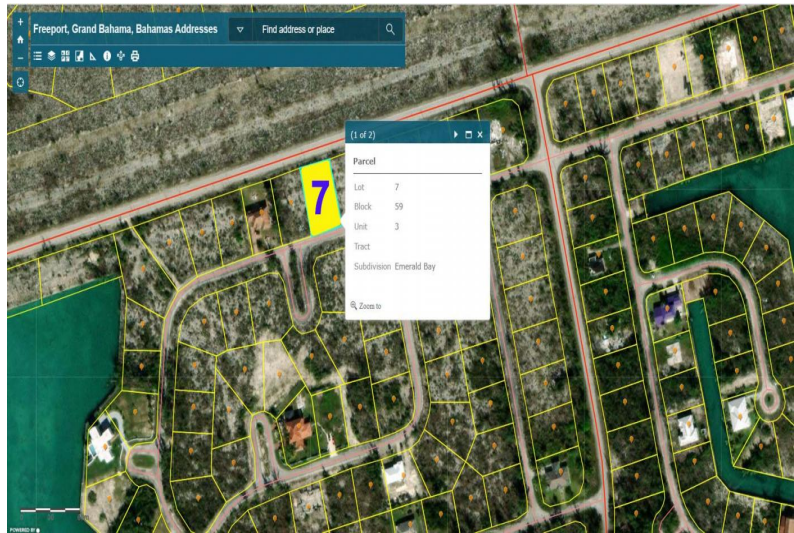 Freeport, Grand Bahama, Bahamas Addresses
Find address or place
(1 of 2)
Parcel
Lot 7
Block 59
Unit 3
Tract
Subdivision Emerald Bay
Zoom to
7
POWERED BY